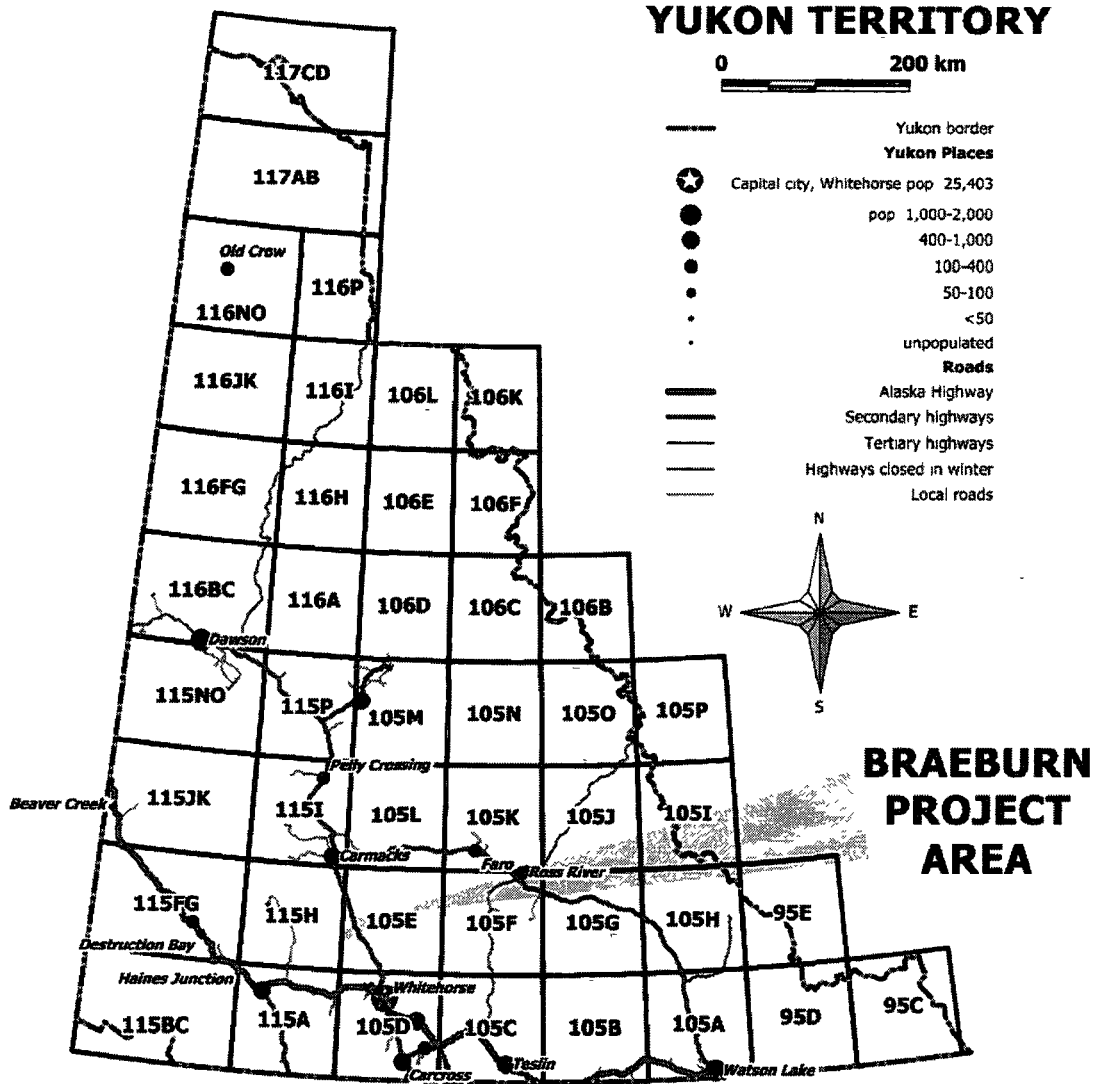 YUKON TERRITORY
0 200 km
Yukon border
Yukon Places
Capital city, Whitehorse pop 25,403
pop 1,000-2,000
400-1,000
100-400
50-100
<50
unpopulated
Roads
Alaska Highway
Secondary highways
Tertiary highways
Highways closed in winter
Local roads
N
W E
S
BRAEBURN
PROJECT
AREA
117CD
117AB
Old Crow
116P
116NO
116JK 116I 106L 106K
116FG 116H 106E 106F
116BC 116A 106D 106C 106B
Dawson
115NO 115P 105M 105N 105O 105P
Pelly Crossing
Beaver Creek 115JK 115I 105L 105K 105J 105I
Carmacks Faro Ross River
115FG 115H 105E 105F 105G 105H 95E
Destruction Bay
Haines Junction Whitehorse
115BC 115A 105D 105C 105B 105A 95D 95C
Carcross Teslin Watson Lake